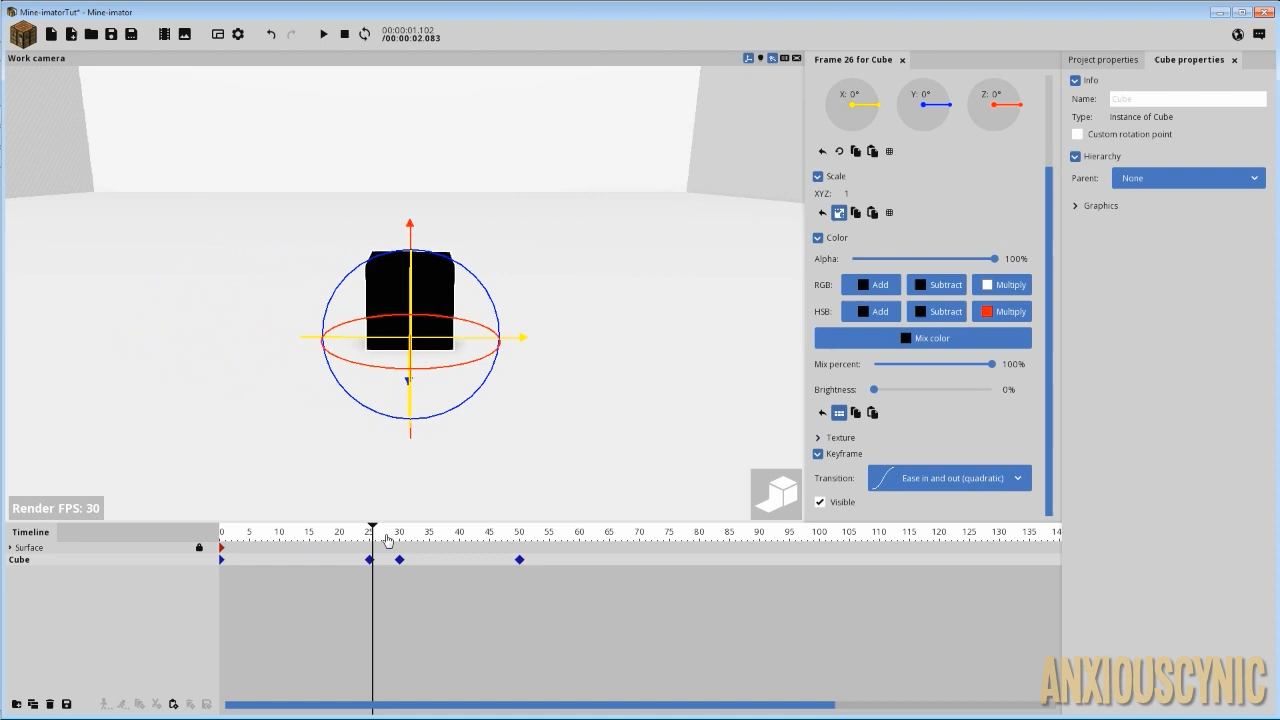 Mine-imatorTut* - Mine-imator
00:00:01.102
/00:00:02.083
Work camera
Frame 26 for Cube
Project properties
Cube properties
X: 0°
Y: 0°
Z: 0°
Info
Name: Cube
Type: Instance of Cube
Custom rotation point
Hierarchy
Parent: None
Graphics
Scale
XYZ: 1
Color
Alpha: 100%
RGB: Add Subtract Multiply
HSB: Add Subtract Multiply
Mix color
Mix percent: 100%
Brightness: 0%
Texture
Keyframe
Transition: Ease in and out (quadratic)
Visible
Render FPS: 30
Timeline
0 5 10 15 20 25 30 35 40 45 50 55 60 65 70 75 80 85 90 95 100 105 110 115 120 125 130 135 14
Surface
Cube
ANXIOUSCYNIC